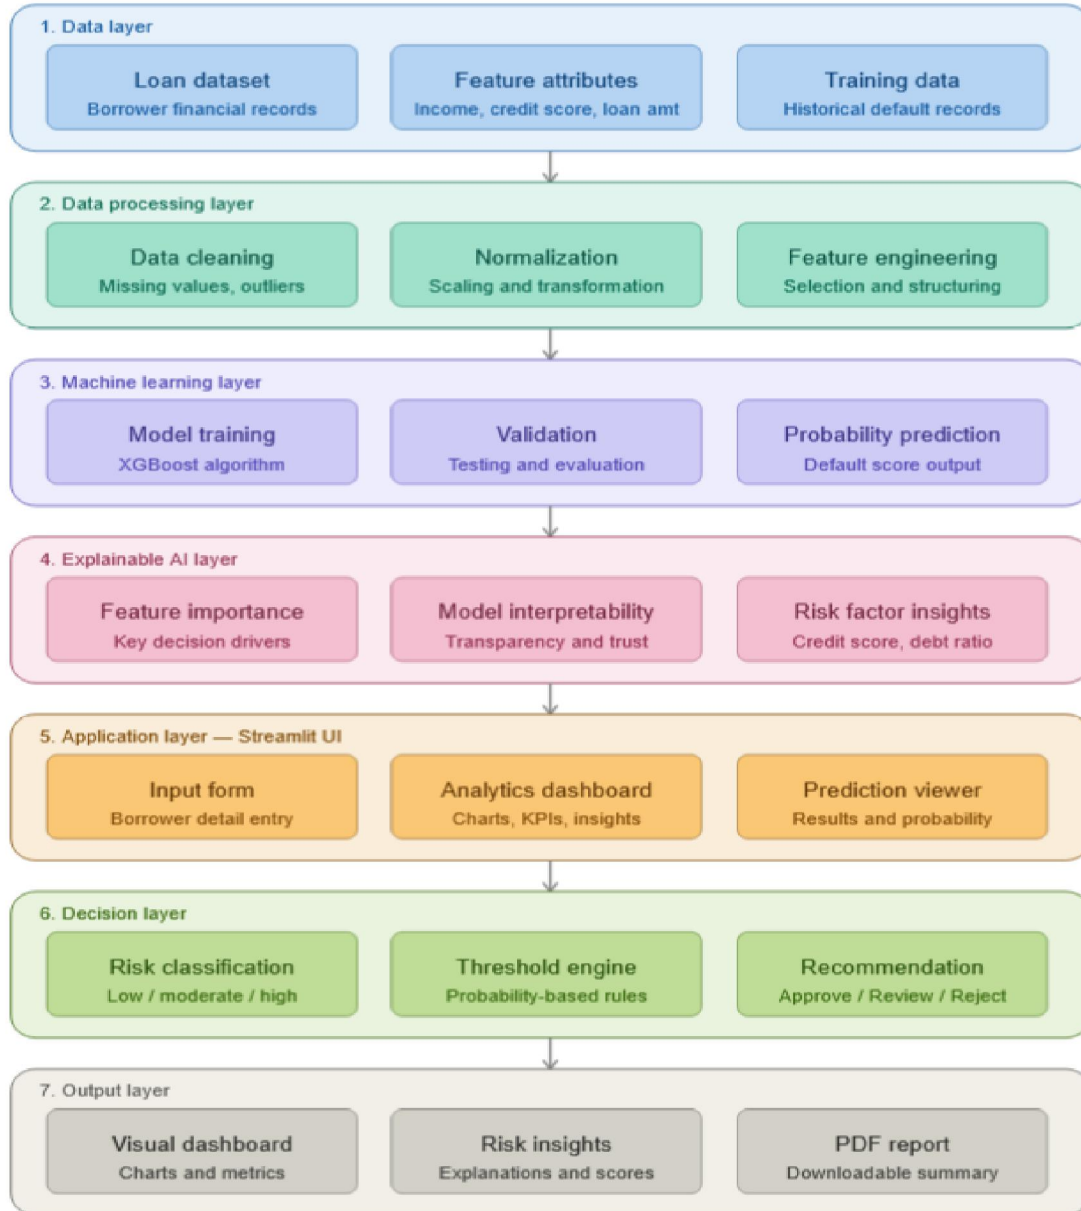 1. Data layer
Loan dataset
Borrower financial records
Feature attributes
Income, credit score, loan amt
Training data
Historical default records
2. Data processing layer
Data cleaning
Missing values, outliers
Normalization
Scaling and transformation
Feature engineering
Selection and structuring
3. Machine learning layer
Model training
XGBoost algorithm
Validation
Testing and evaluation
Probability prediction
Default score output
4. Explainable AI layer
Feature importance
Key decision drivers
Model interpretability
Transparency and trust
Risk factor insights
Credit score, debt ratio
5. Application layer — Streamlit UI
Input form
Borrower detail entry
Analytics dashboard
Charts, KPIs, insights
Prediction viewer
Results and probability
6. Decision layer
Risk classification
Low / moderate / high
Threshold engine
Probability-based rules
Recommendation
Approve / Review / Reject
7. Output layer
Visual dashboard
Charts and metrics
Risk insights
Explanations and scores
PDF report
Downloadable summary